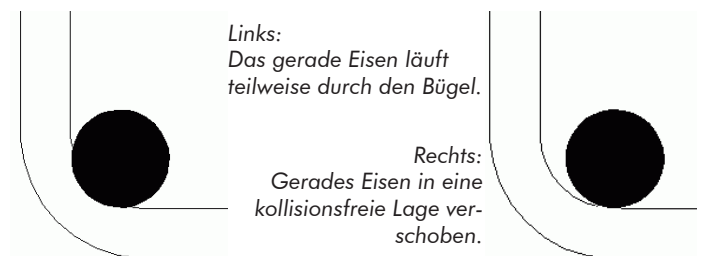 Links:
Das gerade Eisen läuft
teilweise durch den Bügel.
Rechts:
Gerades Eisen in eine
kollisionsfreie Lage ver-
schoben.